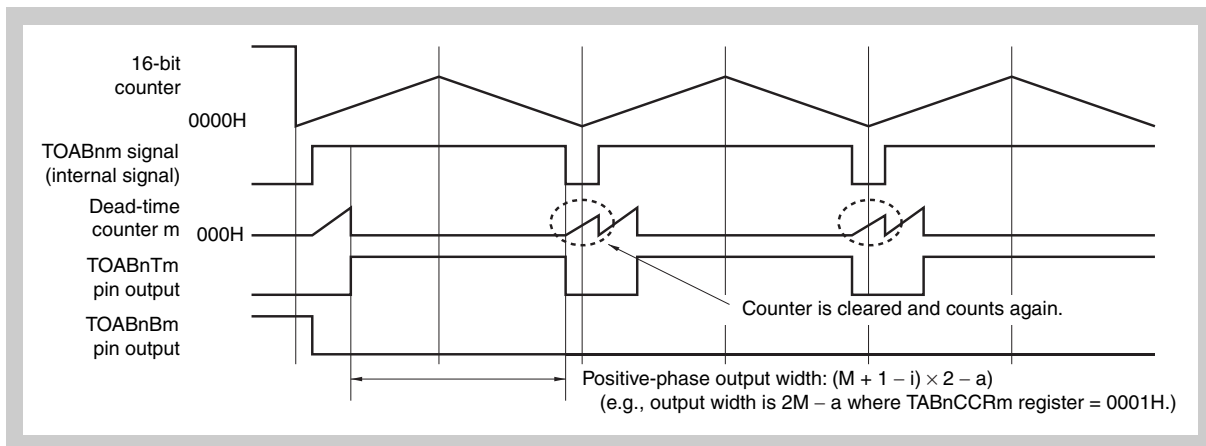 16-bit
counter
0000H
TOABnm signal
(internal signal)
Dead-time
counter m
000H
TOABnTm
pin output
Counter is cleared and counts again.
TOABnBm
pin output
Positive-phase output width: (M + 1 – i) × 2 – a)
(e.g., output width is 2M – a where TABnCCRm register = 0001H.)